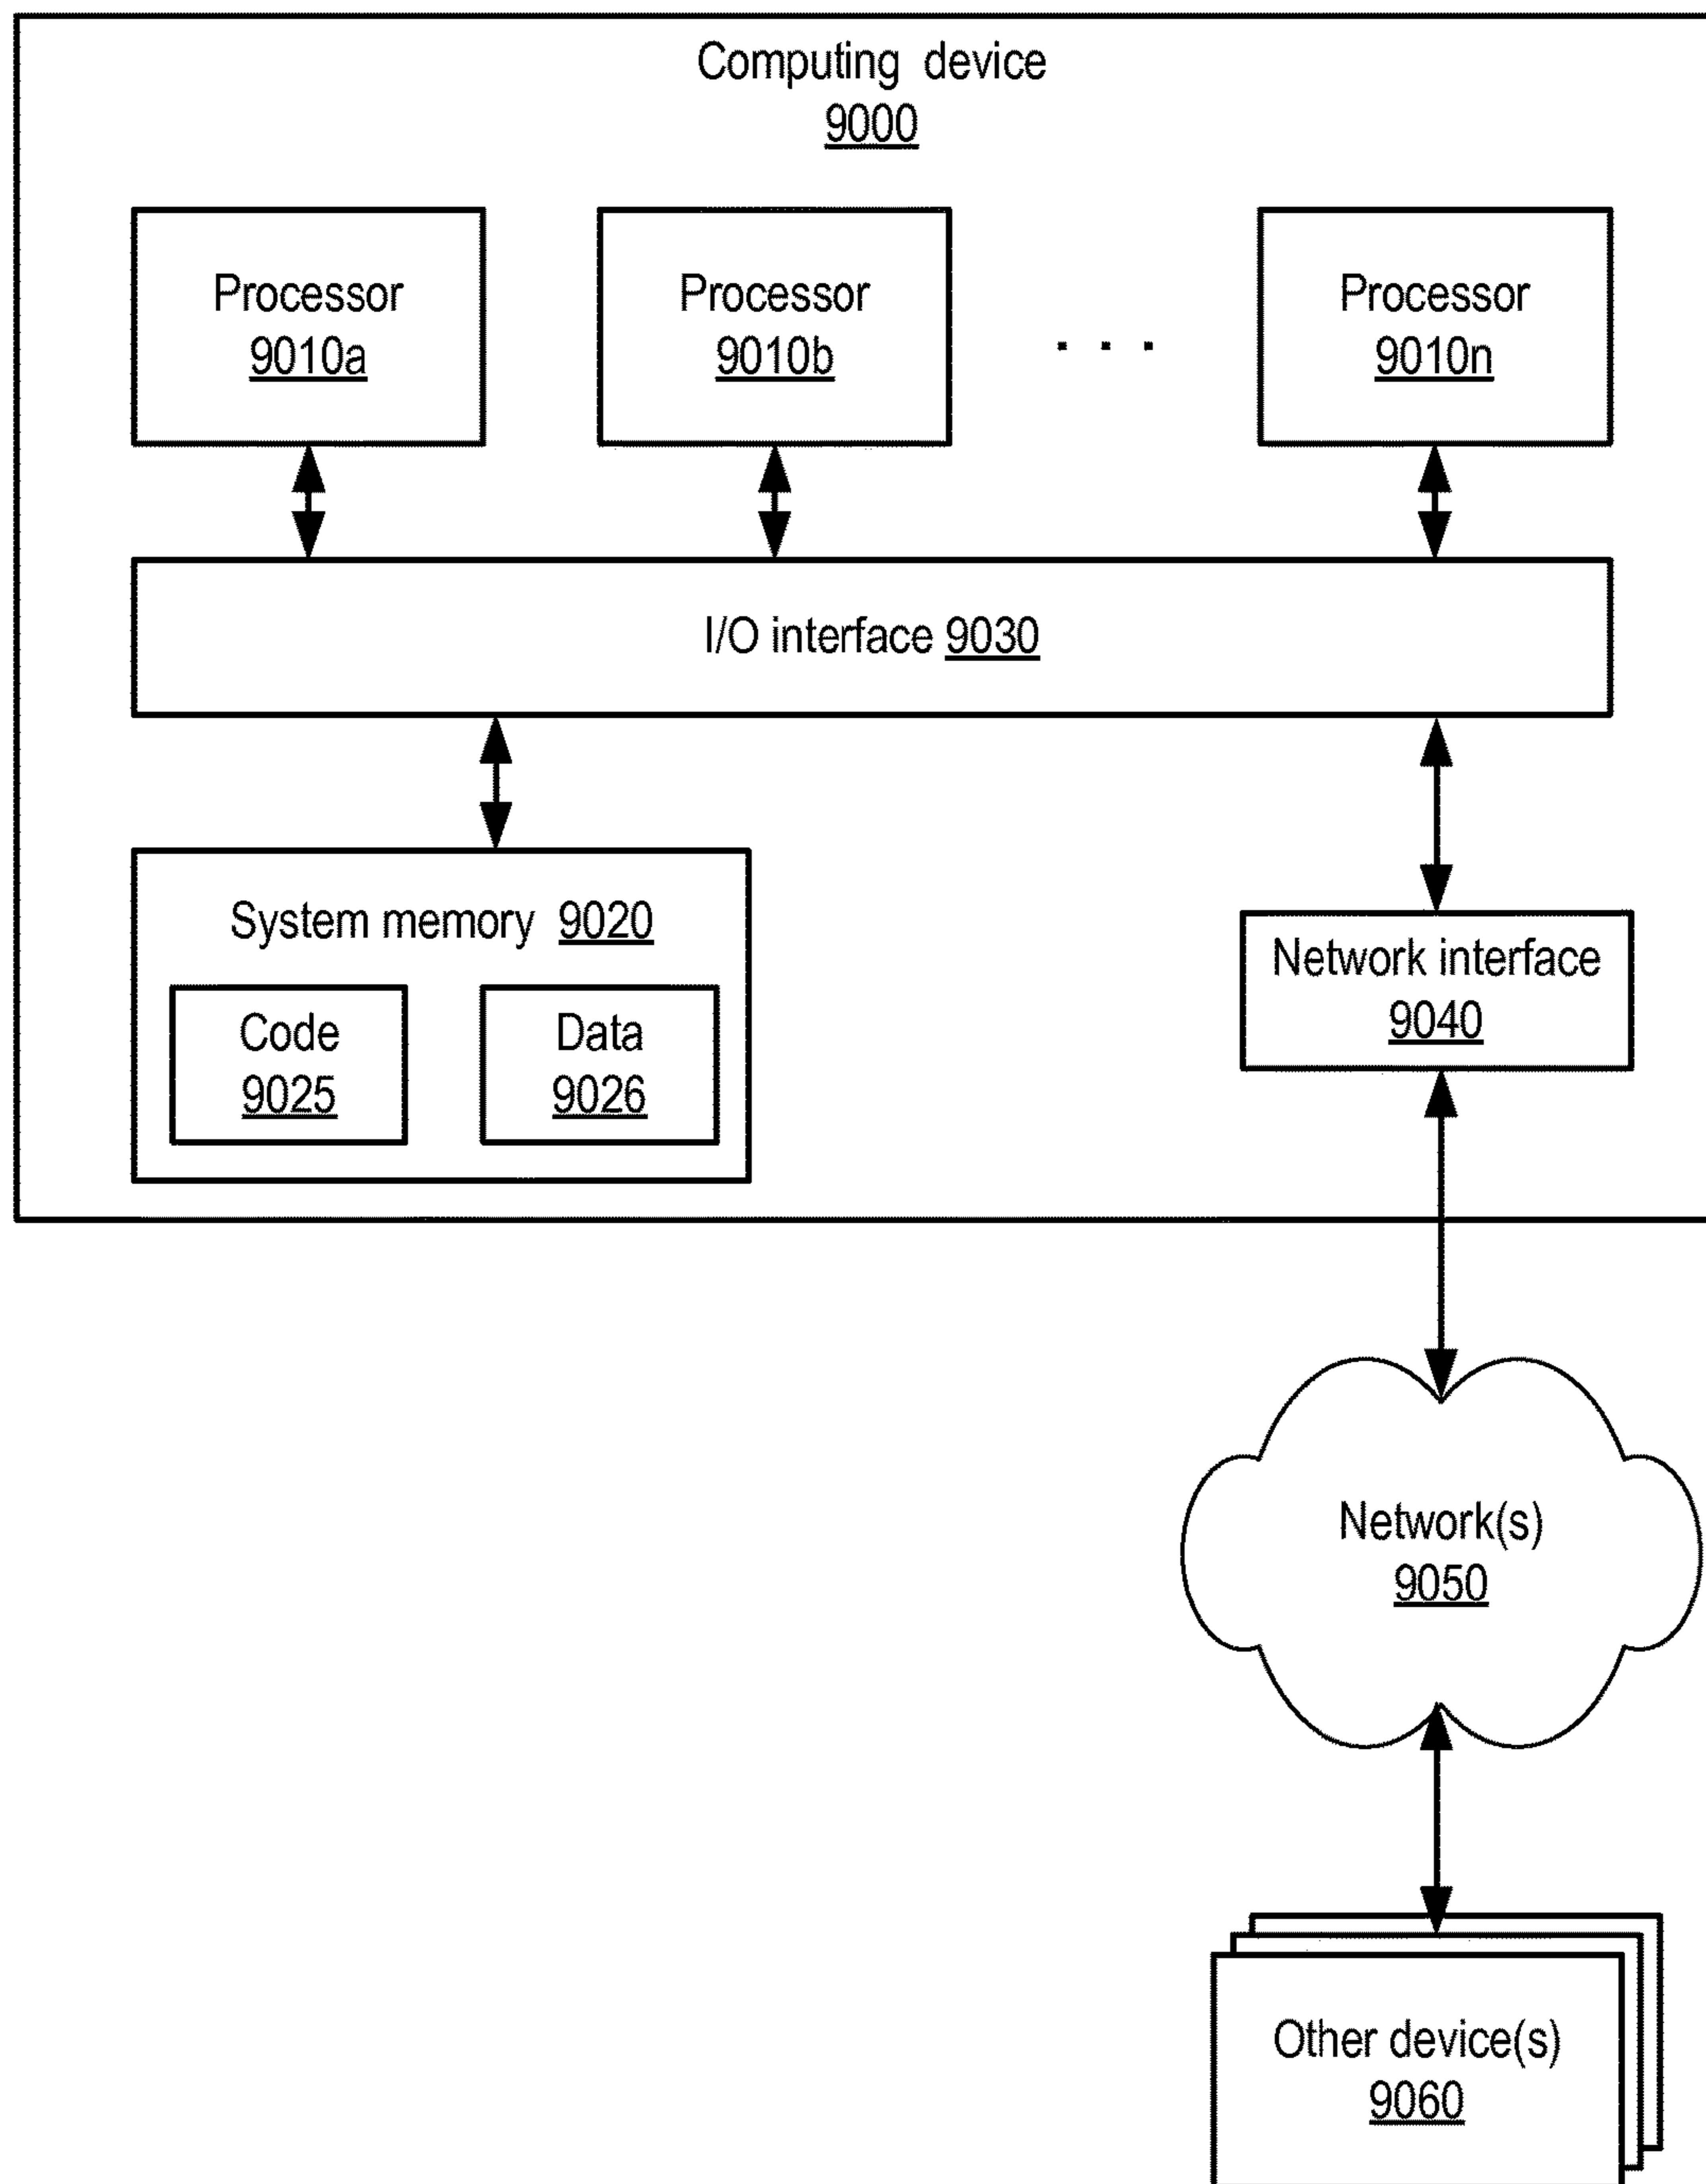 Computing device
9000
Processor
9010a
Processor
9010b
. . .
Processor
9010n
I/O interface 9030
System memory 9020
Code
9025
Data
9026
Network interface
9040
Network(s)
9050
Other device(s)
9060